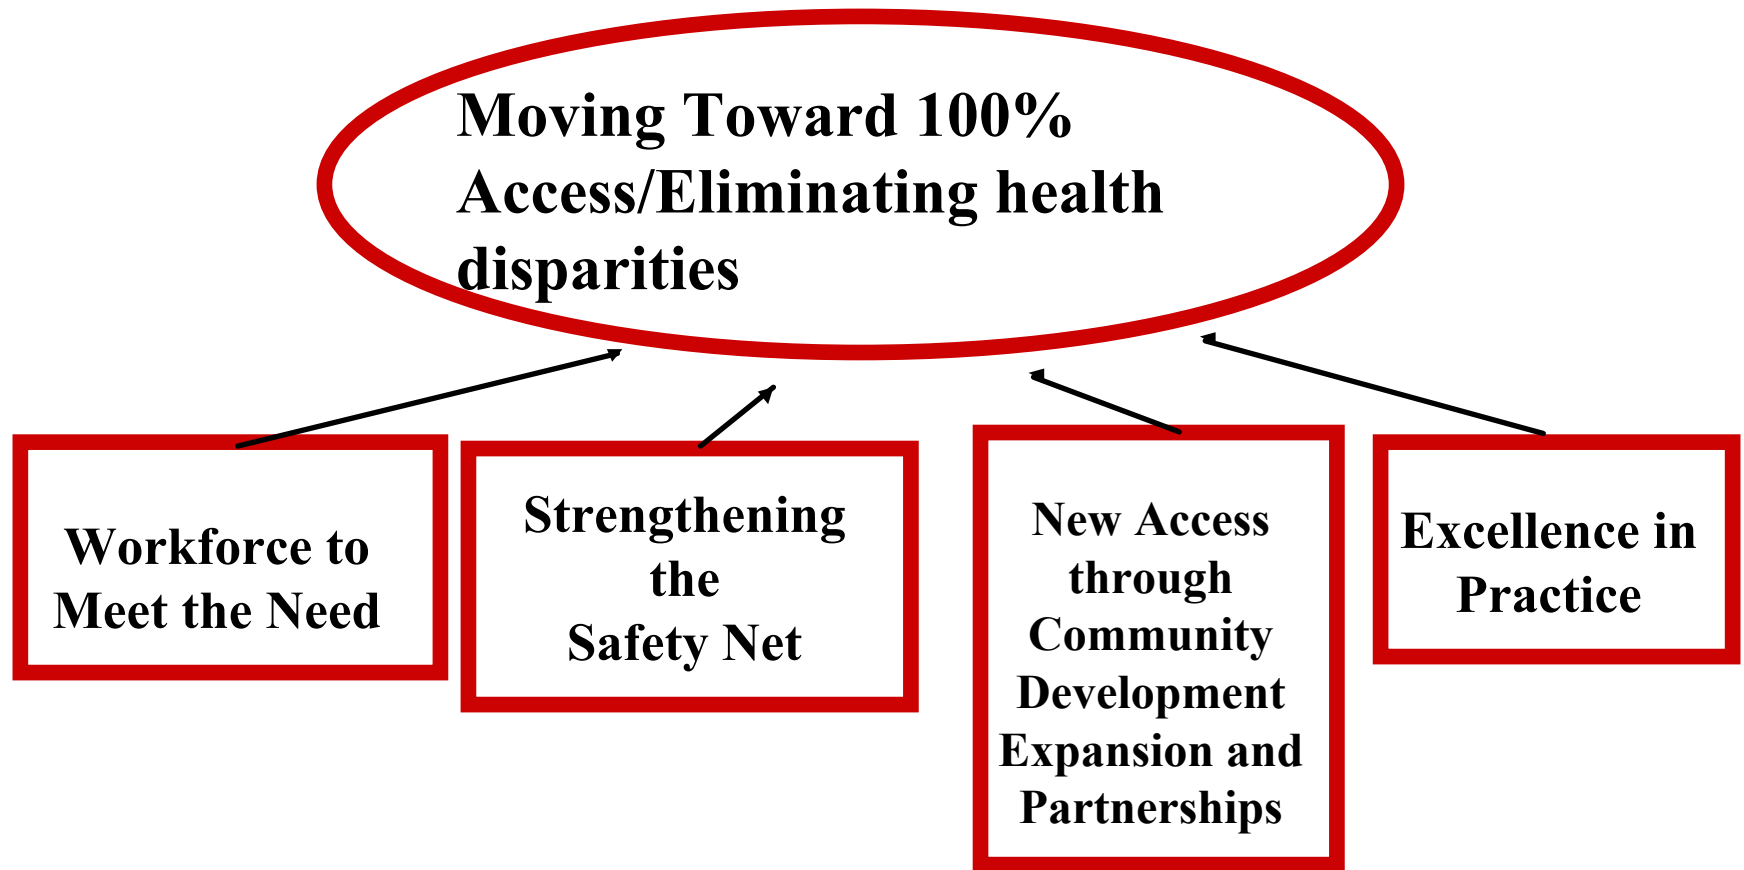 Moving Toward 100%
Access/Eliminating health
disparities
Workforce to
Meet the Need
Strengthening
the
Safety Net
New Access
through
Community
Development
Expansion and
Partnerships
Excellence in
Practice